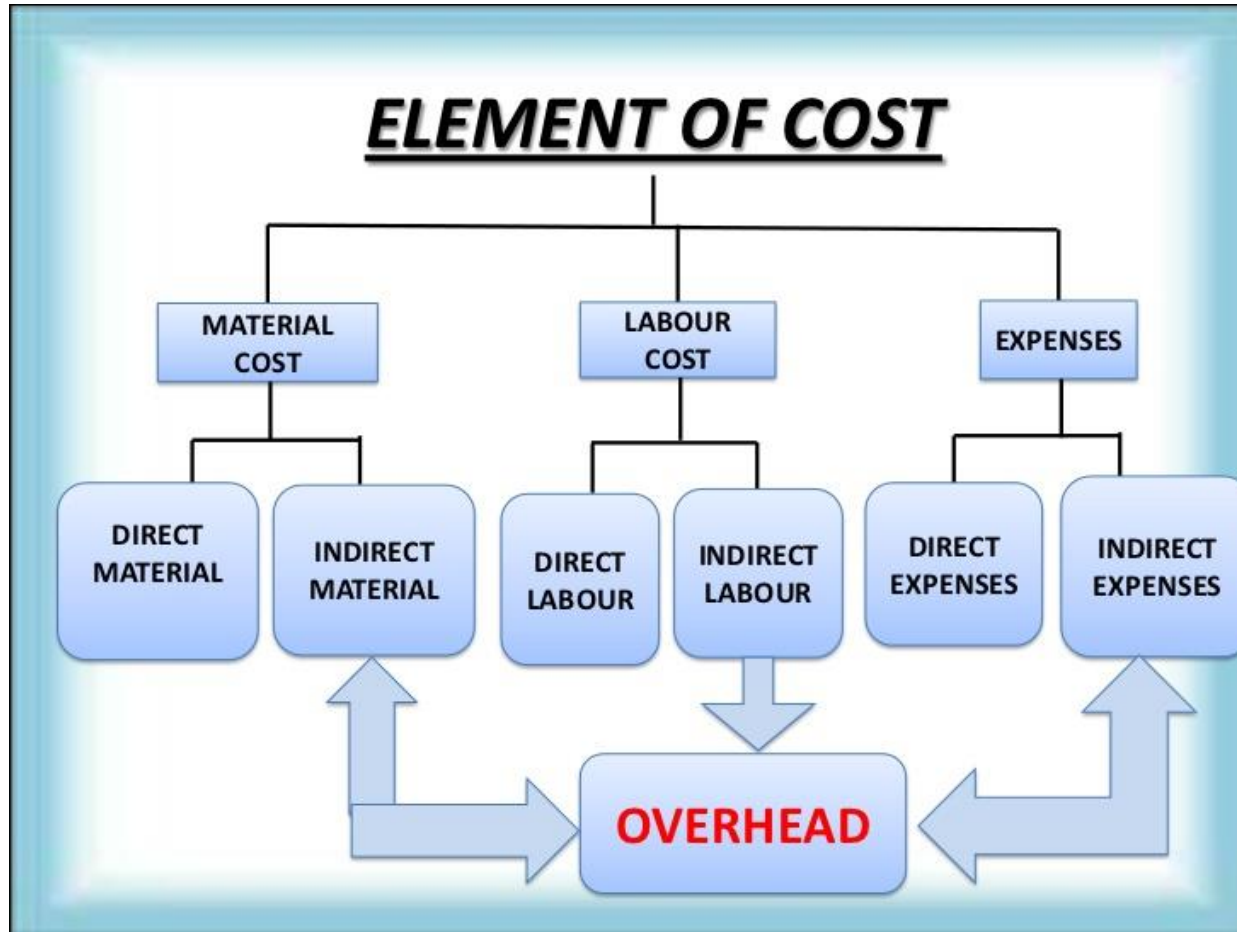 ELEMENT OF COST
MATERIAL
COST
LABOUR
COST
EXPENSES
DIRECT
MATERIAL
INDIRECT
MATERIAL
DIRECT
LABOUR
INDIRECT
LABOUR
DIRECT
EXPENSES
INDIRECT
EXPENSES
OVERHEAD